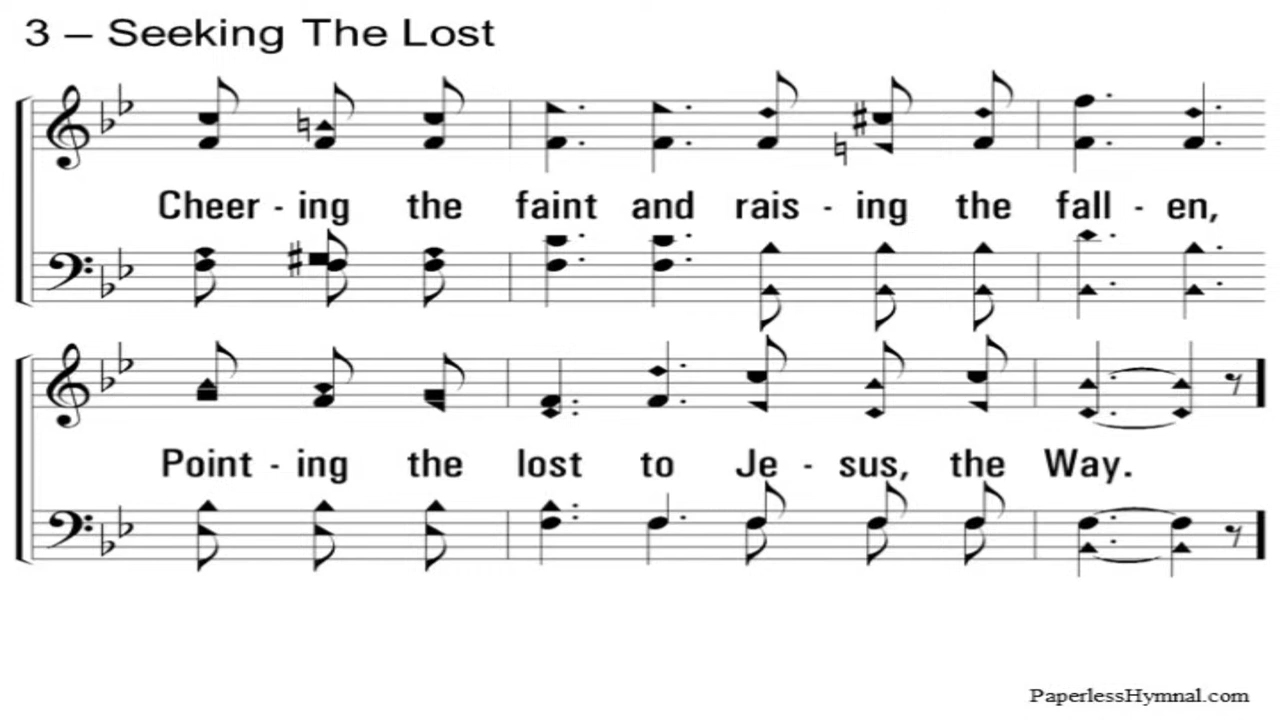 3 – Seeking The Lost
Cheer - ing the faint and rais - ing the fall - en,
Point - ing the lost to Je - sus, the Way.
PaperlessHymnal.com